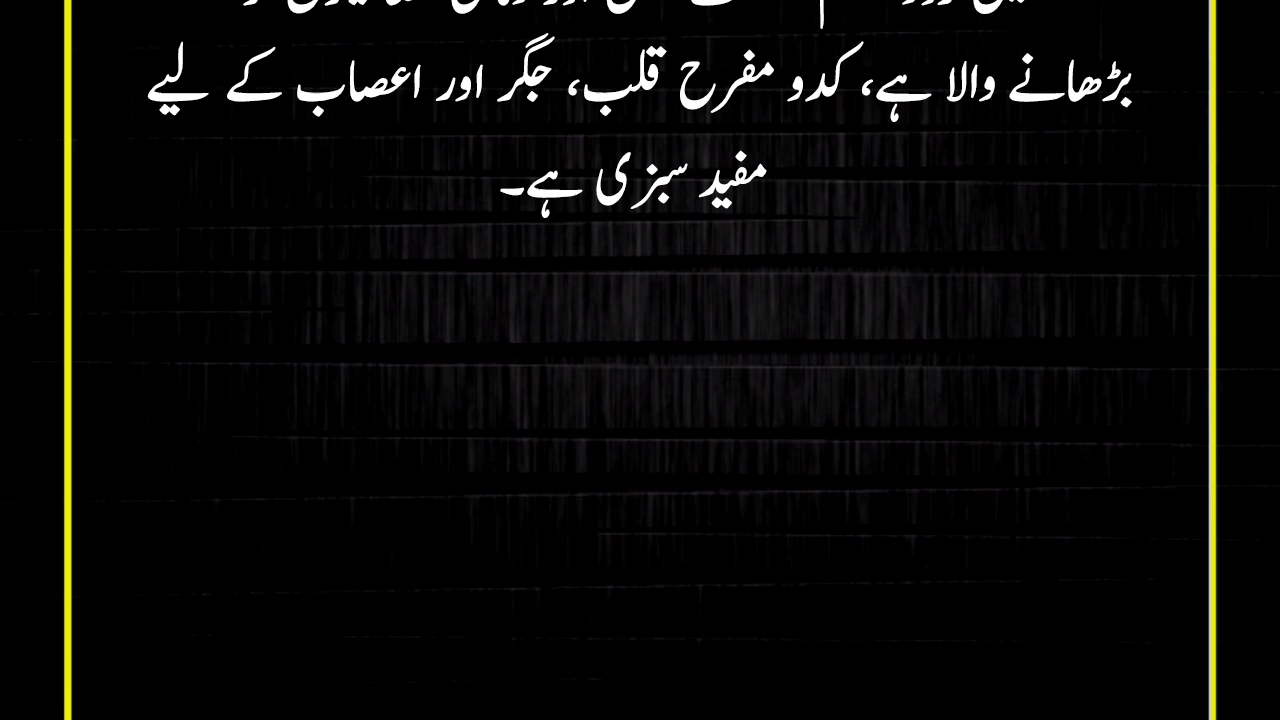 بڑھانے والا ہے، کدو مفرح قلب، جگر اور اعصاب کے لیے
مفید سبزی ہے۔